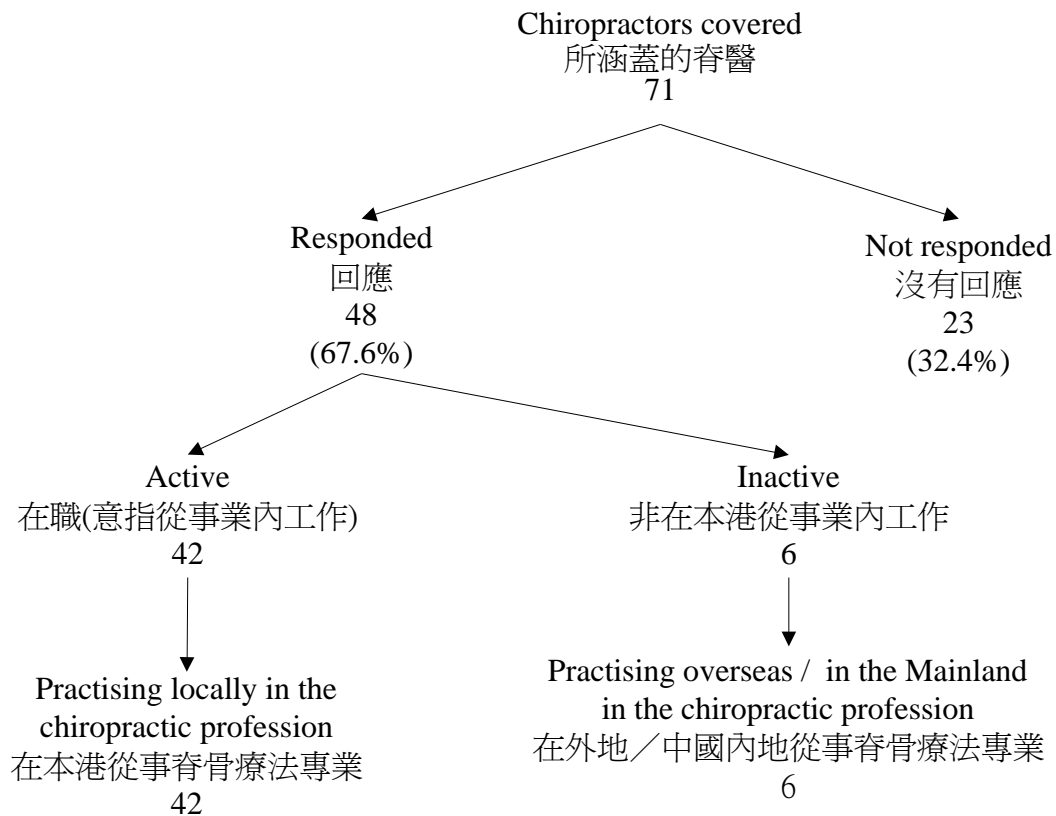 Chiropractors covered
所涵蓋的脊醫
71
Responded
回應
48
(67.6%)
Not responded
沒有回應
23
(32.4%)
Active
在職(意指從事業內工作)
42
Inactive
非在本港從事業內工作
6
Practising locally in the
chiropractic profession
在本港從事脊骨療法專業
42
Practising overseas / in the Mainland
in the chiropractic profession
在外地／中國內地從事脊骨療法專業
6